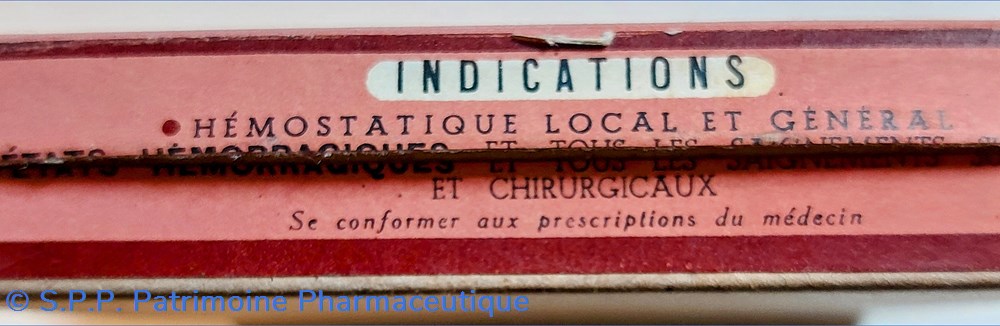 INDICATIONS
HÉMOSTATIQUE LOCAL ET GÉNÉRAL
ÉTATS HÉMORRAGIQUES ET TOUS LES SAIGNEMENTS
ET CHIRURGICAUX
Se conformer aux prescriptions du médecin
© S.P.P. Patrimoine Pharmaceutique